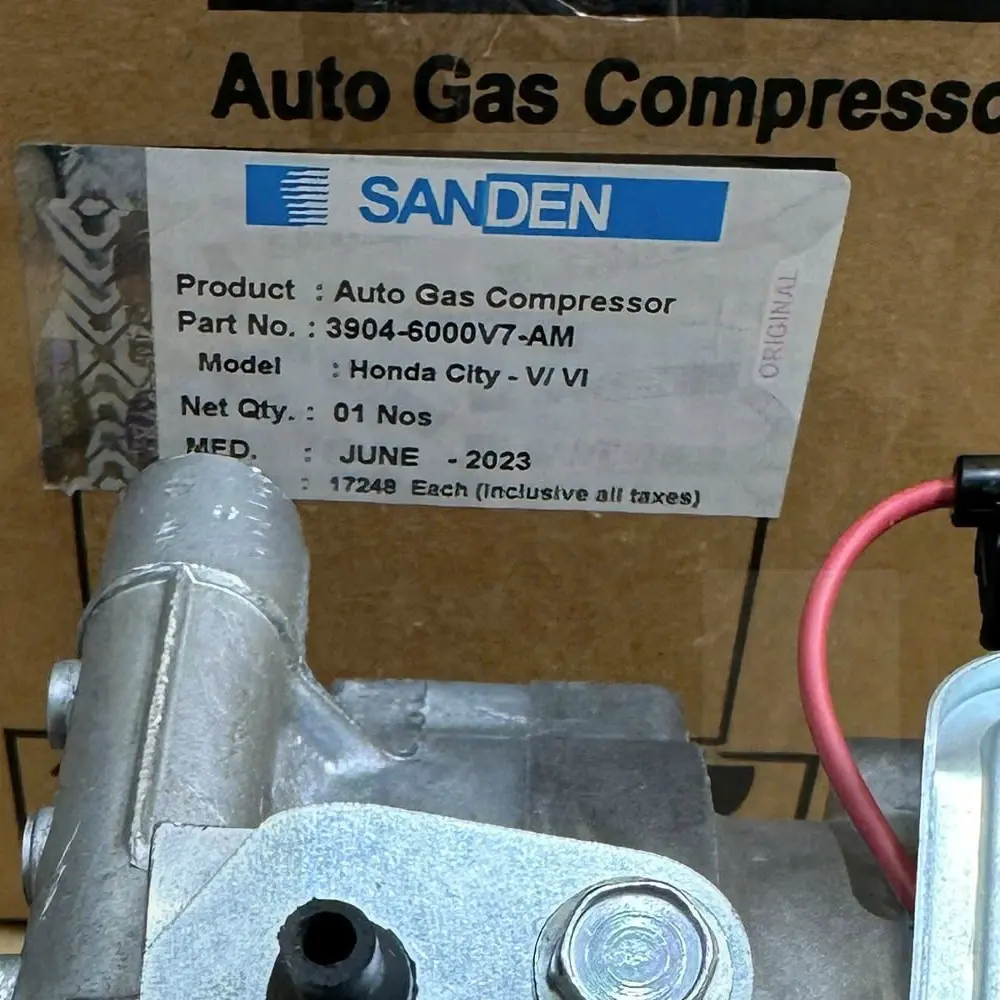 Auto Gas Compresso
SANDEN
Product : Auto Gas Compressor
Part No. : 3904-6000V7-AM
Model : Honda City - V/ VI
Net Qty. : 01 Nos
MFD. : JUNE - 2023
: 17248 Each (Inclusive all taxes)
ORIGINAL